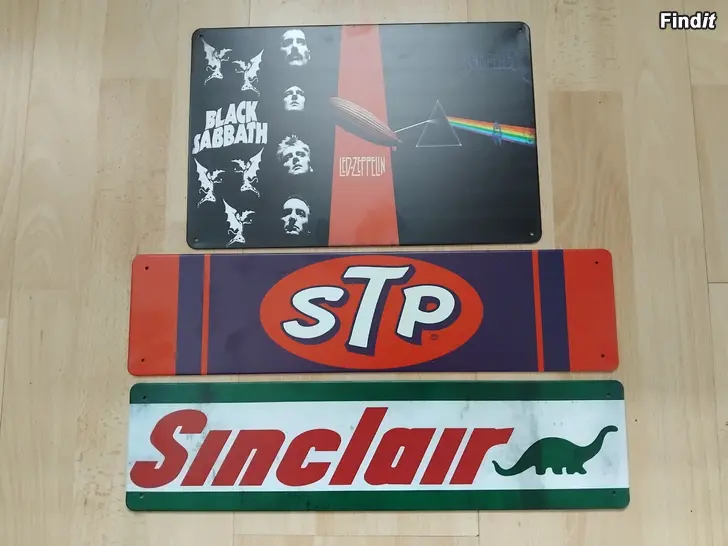 Findit
BLACK
SABBATH
LED-ZEPPELIN
STP
Sinclair